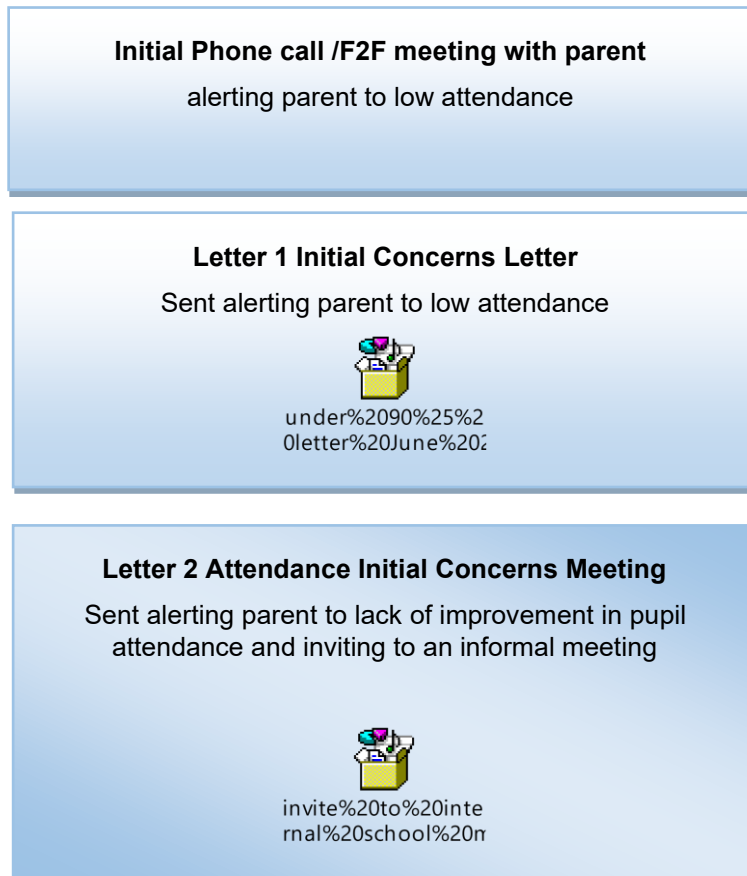 Initial Phone call /F2F meeting with parent
alerting parent to low attendance
Letter 1 Initial Concerns Letter
Sent alerting parent to low attendance
under%2090%25%2
0letter%20June%202
Letter 2 Attendance Initial Concerns Meeting
Sent alerting parent to lack of improvement in pupil
attendance and inviting to an informal meeting
invite%20to%20inte
rnal%20school%20m